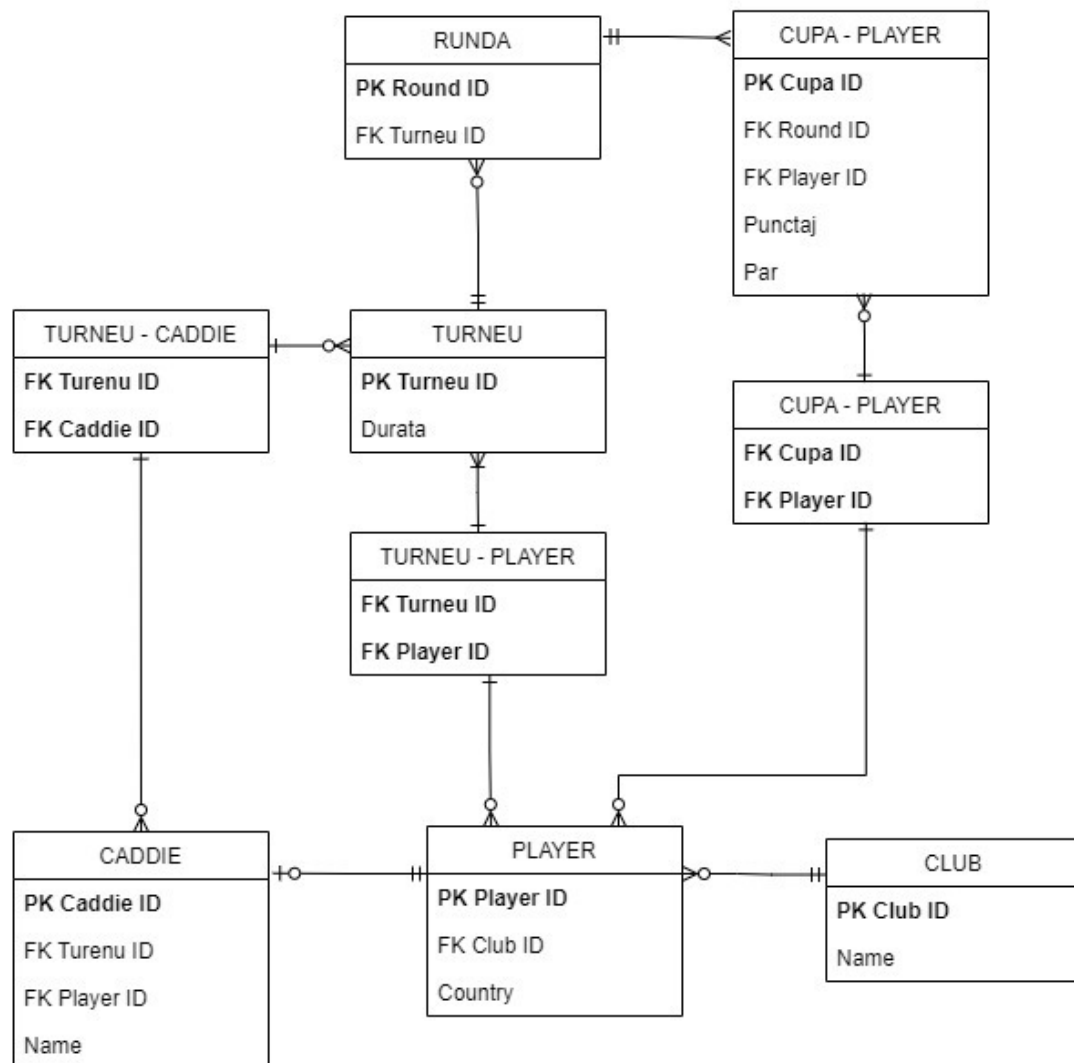 RUNDA
PK Round ID
FK Turneu ID
CUPA - PLAYER
PK Cupa ID
FK Round ID
FK Player ID
Punctaj
Par
TURNEU - CADDIE
FK Turenu ID
FK Caddie ID
TURNEU
PK Turneu ID
Durata
CUPA - PLAYER
FK Cupa ID
FK Player ID
TURNEU - PLAYER
FK Turneu ID
FK Player ID
CADDIE
PK Caddie ID
FK Turenu ID
FK Player ID
Name
PLAYER
PK Player ID
FK Club ID
Country
CLUB
PK Club ID
Name